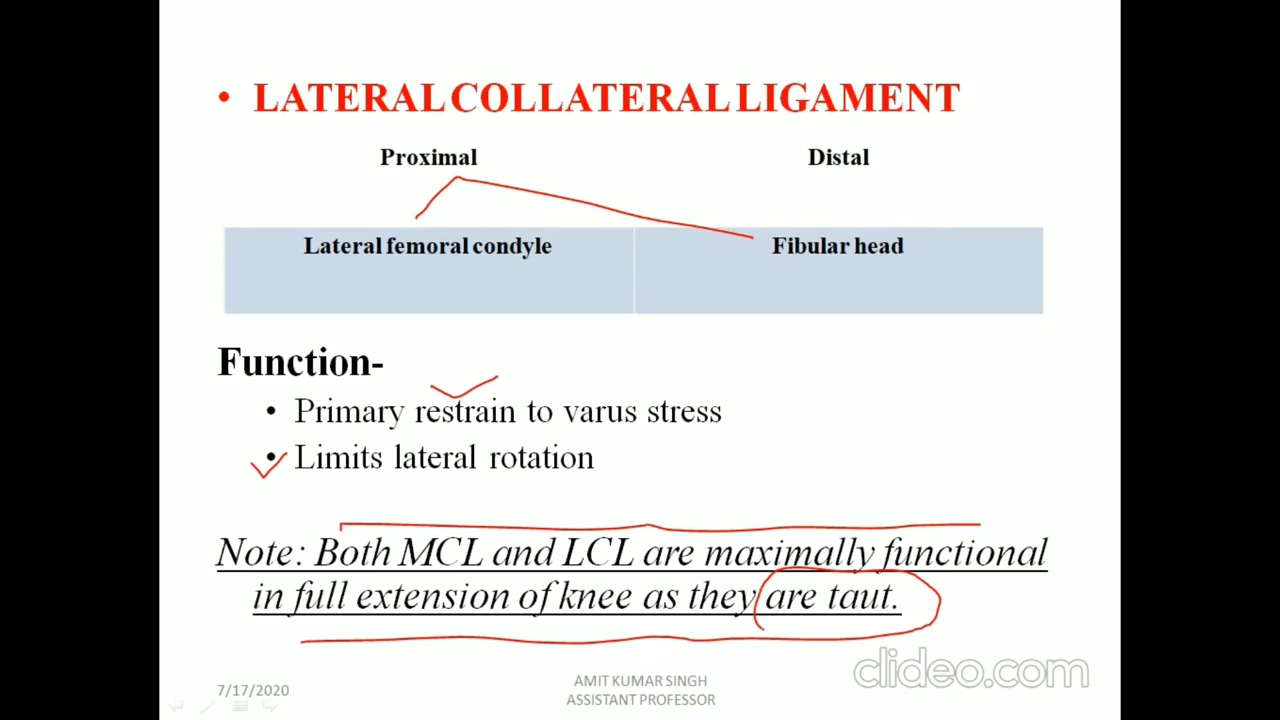 • LATERAL COLLATERAL LIGAMENT
Proximal Distal
Lateral femoral condyle Fibular head
Function-
• Primary restrain to varus stress
• Limits lateral rotation
Note: Both MCL and LCL are maximally functional
in full extension of knee as they are taut.
clideo.com
7/17/2020
AMIT KUMAR SINGH
ASSISTANT PROFESSOR